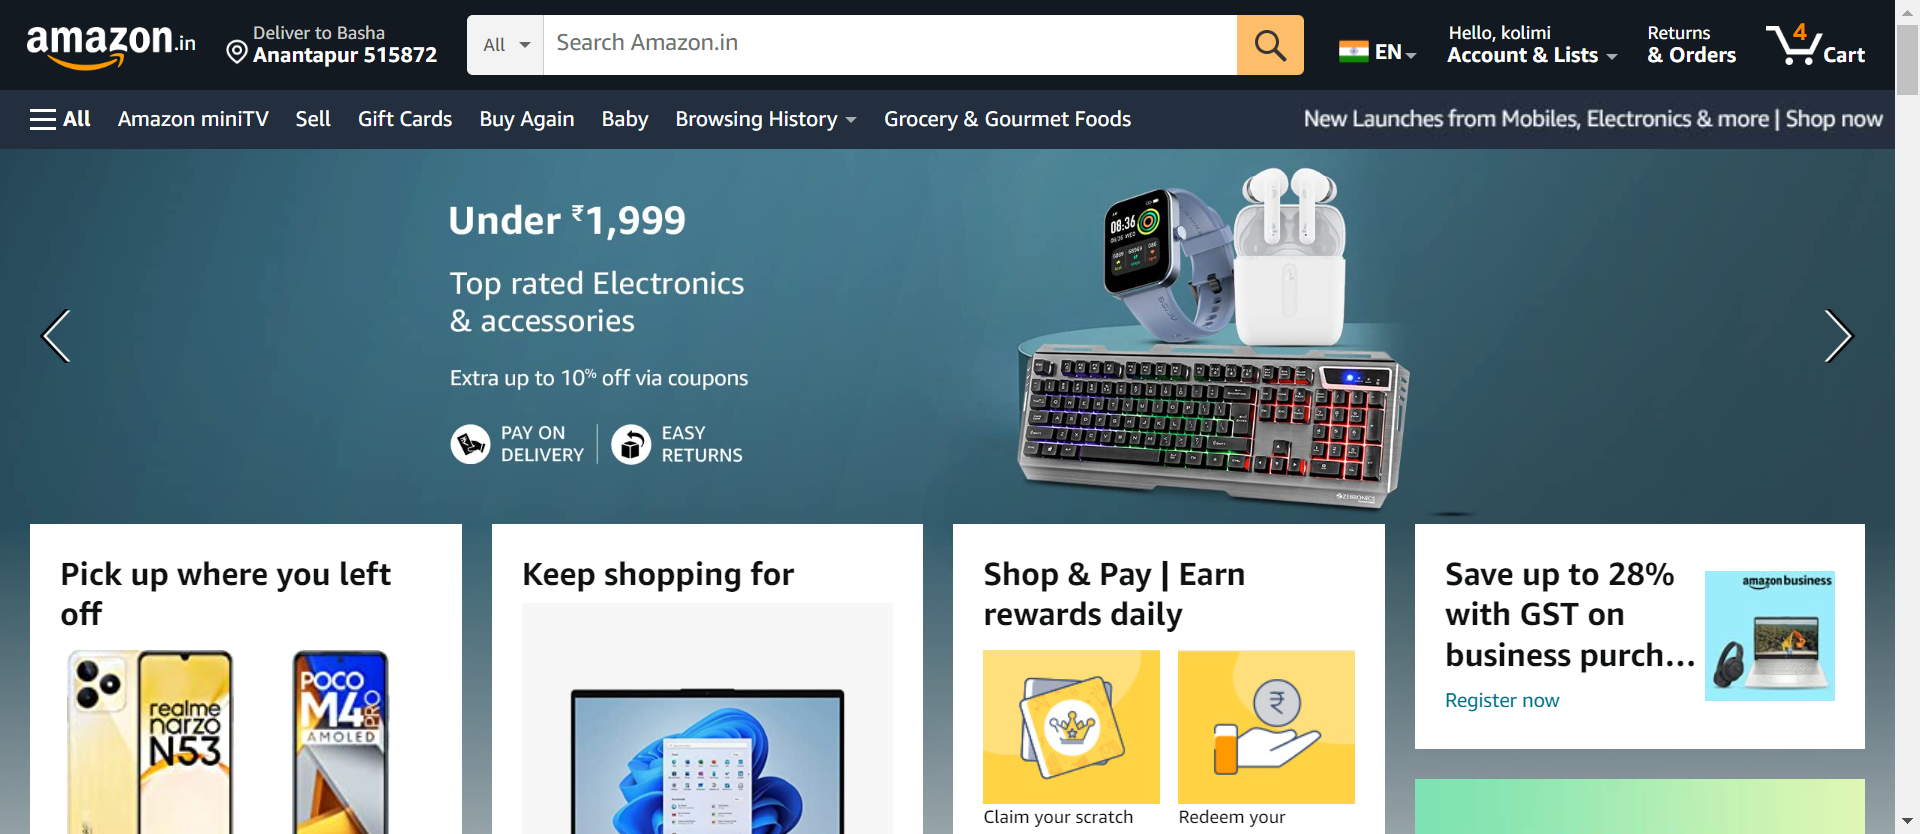 amazon.in
Deliver to Basha
Anantapur 515872
All
Search Amazon.in
EN
Hello, kolimi
Account & Lists
Returns
& Orders
4
Cart
All
Amazon miniTV
Sell
Gift Cards
Buy Again
Baby
Browsing History
Grocery & Gourmet Foods
New Launches from Mobiles, Electronics & more | Shop now
Under ₹1,999
Top rated Electronics
& accessories
Extra up to 10% off via coupons
PAY ON
DELIVERY
EASY
RETURNS
08:36
ZEBRONICS
Pick up where you left
off
realme
narzo
N53
POCO
M4 PRO
AMOLED
Keep shopping for
Shop & Pay | Earn
rewards daily
₹
Claim your scratch
Redeem your
Save up to 28%
with GST on
business purch...
Register now
amazon business